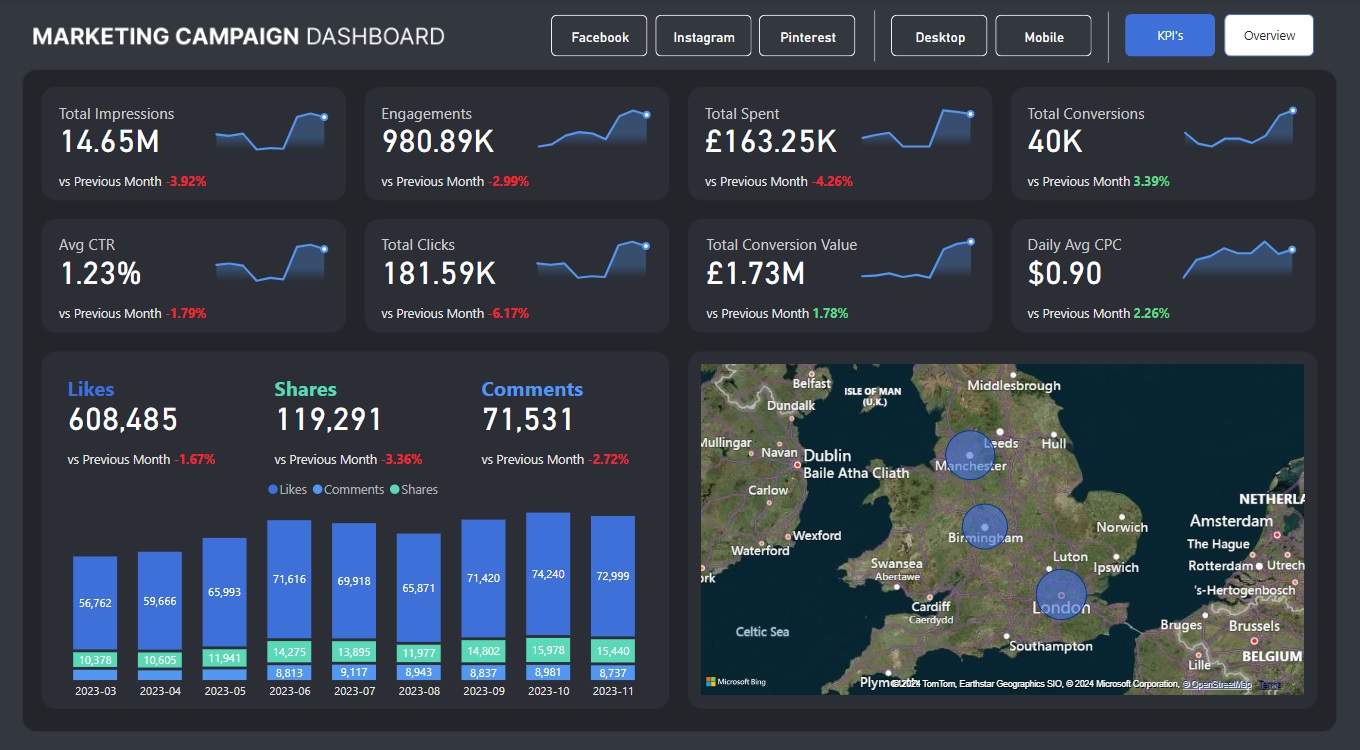 MARKETING CAMPAIGN DASHBOARD
Facebook
Instagram
Pinterest
Desktop
Mobile
KPI's
Overview
Total Impressions
14.65M
vs Previous Month -3.92%
Engagements
980.89K
vs Previous Month -2.99%
Total Spent
£163.25K
vs Previous Month -4.26%
Total Conversions
40K
vs Previous Month 3.39%
Avg CTR
1.23%
vs Previous Month -1.79%
Total Clicks
181.59K
vs Previous Month -6.17%
Total Conversion Value
£1.73M
vs Previous Month 1.78%
Daily Avg CPC
$0.90
vs Previous Month 2.26%
Likes
608,485
vs Previous Month -1.67%
Shares
119,291
vs Previous Month -3.36%
Comments
71,531
vs Previous Month -2.72%
Likes Comments Shares
56,762 59,666 65,993 71,616 69,918 65,871 71,420 74,240 72,999
10,378 10,605 11,941 14,275 13,895 11,977 14,802 15,978 15,440
8,813 9,117 8,943 8,837 8,981 8,737
2023-03 2023-04 2023-05 2023-06 2023-07 2023-08 2023-09 2023-10 2023-11
Belfast
ISLE OF MAN
(U.K.)
Middlesbrough
Dundalk
Mullingar
Navan
Dublin
Baile Atha Cliath
Leeds
Hull
Manchester
Carlow
Wexford
Waterford
ork
Birmingham
Norwich
Luton
Ipswich
Swansea
Abertawe
Cardiff
Caerdydd
London
Celtic Sea
Southampton
Plym
NETHERLA
Amsterdam
The Hague
Rotterdam
Utrech
's-Hertogenbosch
Bruges
Brussels
Lille
BELGIUM
Microsoft Bing
© 2024 TomTom, Earthstar Geographics SIO, © 2024 Microsoft Corporation, © OpenStreetMap Terms